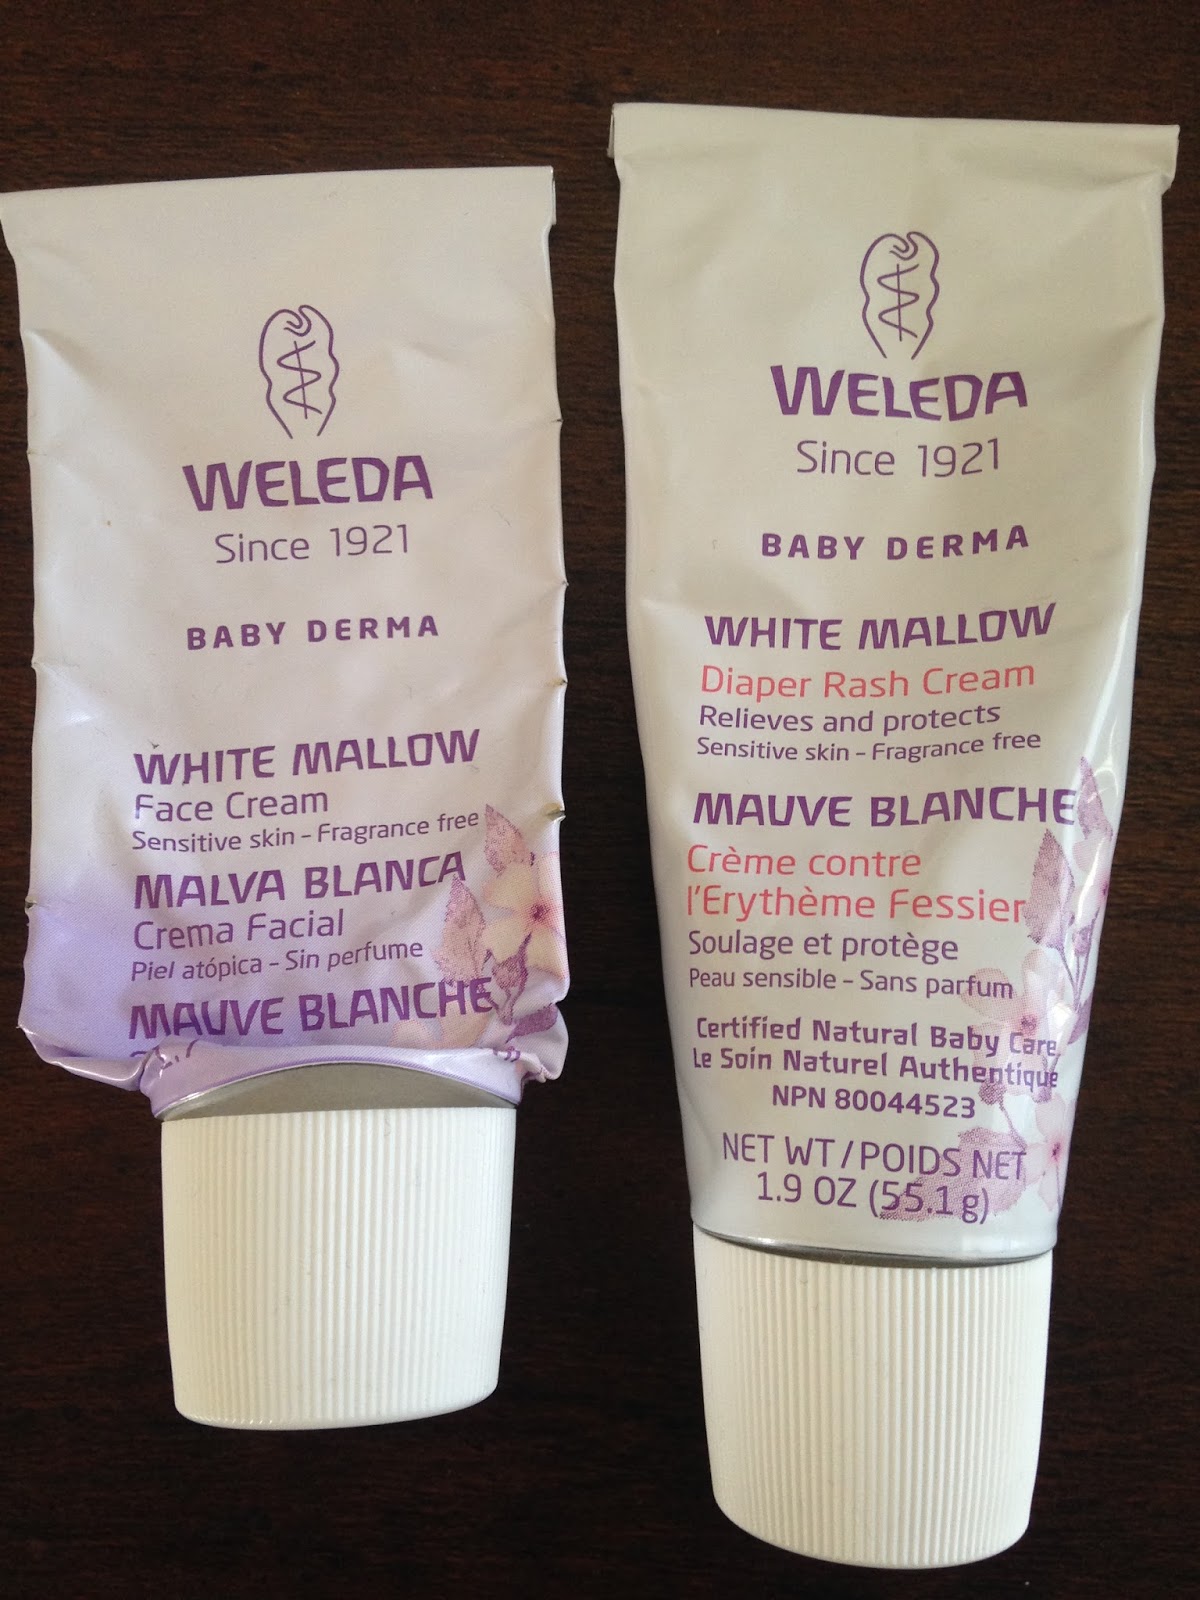 WELEDA
Since 1921
BABY DERMA
WHITE MALLOW
Face Cream
Sensitive skin – Fragrance free
MALVA BLANCA
Crema Facial
Piel atópica – Sin perfume
MAUVE BLANCHE
WELEDA
Since 1921
BABY DERMA
WHITE MALLOW
Diaper Rash Cream
Relieves and protects
Sensitive skin – Fragrance free
MAUVE BLANCHE
Crème contre
l'Erythème Fessier
Soulage et protège
Peau sensible – Sans parfum
Certified Natural Baby Care
Le Soin Naturel Authentique
NPN 80044523
NET WT/POIDS NET
1.9 OZ (55.1 g)